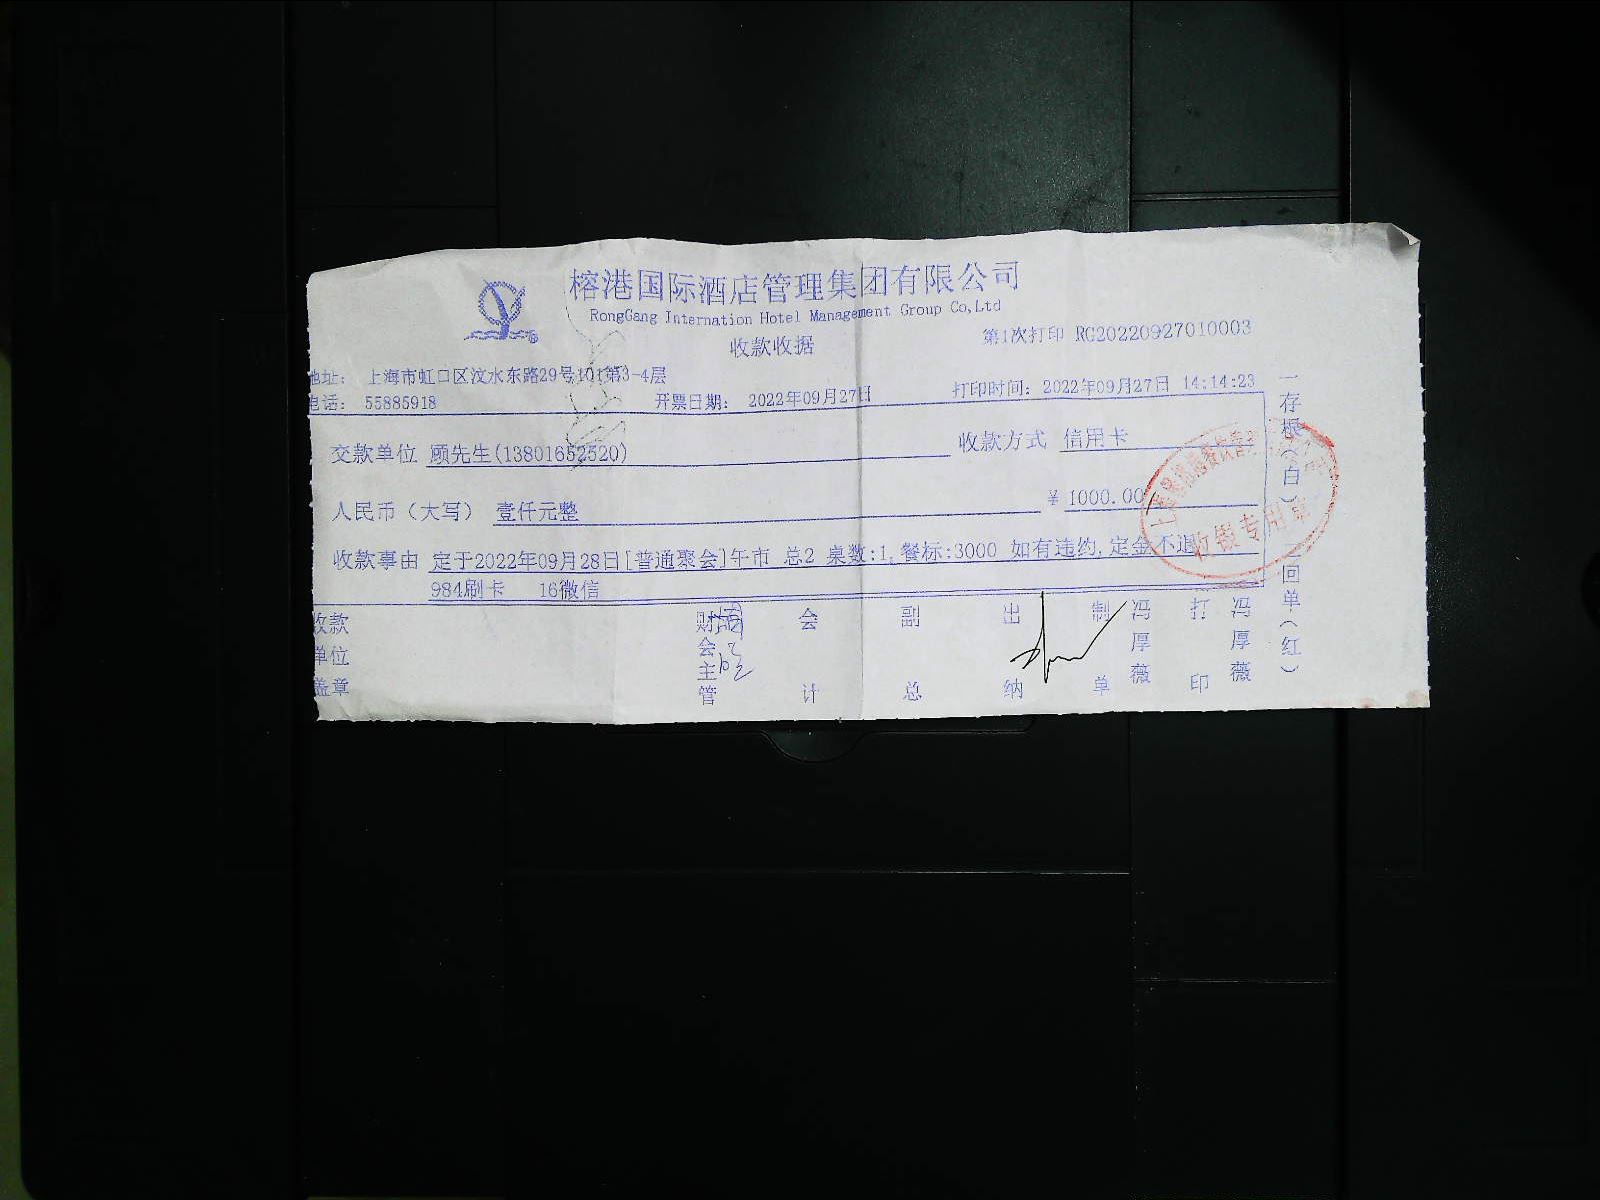 榕港国际酒店管理集团有限公司
RongGang Internation Hotel Management Group Co,Ltd
收款收据
第1次打印 RG20220927010003
地址: 上海市虹口区汶水东路29号101第3-4层
电话: 55885918
开票日期: 2022年09月27日
打印时间: 2022年09月27日 14:14:23
交款单位 顾先生(13801652520)
收款方式 信用卡
人民币（大写） 壹仟元整
¥ 1000.00
收款事由 定于2022年09月28日[普通聚会]午市 总2 桌数:1, 餐标:3000 如有违约,定金不退
984刷卡 16微信
收款单位盖章
财会主管
会计
副总
出纳
制单 冯厚薇
打印 冯厚薇
一存根(白)
二回单(红)
收银专用章